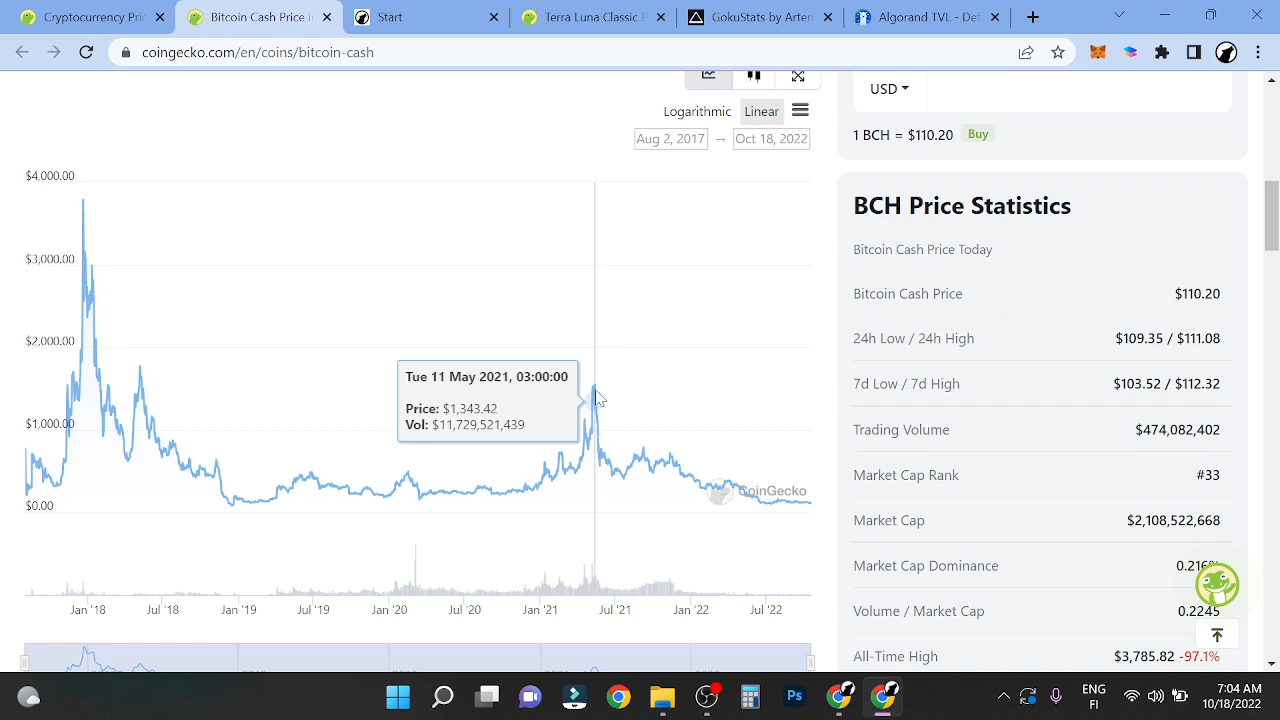 Cryptocurrency Pric
Bitcoin Cash Price i
Start
Terra Luna Classic P
GokuStats by Artem
Algorand TVL - Def
coingecko.com/en/coins/bitcoin-cash
Logarithmic Linear
Aug 2, 2017 → Oct 18, 2022
$4,000.00
$3,000.00
$2,000.00
$1,000.00
$0.00
Tue 11 May 2021, 03:00:00
Price: $1,343.42
Vol: $11,729,521,439
CoinGecko
Jan '18 Jul '18 Jan '19 Jul '19 Jan '20 Jul '20 Jan '21 Jul '21 Jan '22 Jul '22
USD
1 BCH = $110.20 Buy
BCH Price Statistics
Bitcoin Cash Price Today
Bitcoin Cash Price $110.20
24h Low / 24h High $109.35 / $111.08
7d Low / 7d High $103.52 / $112.32
Trading Volume $474,082,402
Market Cap Rank #33
Market Cap $2,108,522,668
Market Cap Dominance
Volume / Market Cap 0.2245
All-Time High $3,785.82 -97.1%
Ps
ENG
FI
7:04 AM
10/18/2022